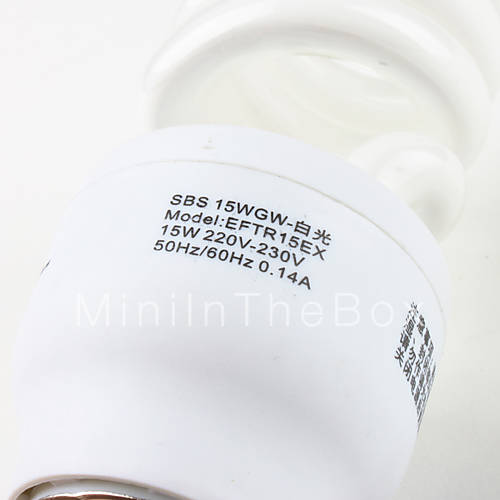 SBS 15WGW-白光
Model:EFTR15EX
15W 220V-230V
50Hz/60Hz 0.14A
MiniInTheBox